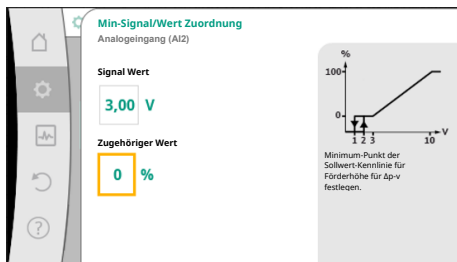 Min-Signal/Wert Zuordnung
Analogeingang (AI2)
Signal Wert
3,00 V
Zugehöriger Wert
0 %
%
100
0
1 2 3 10 V
Minimum-Punkt der
Sollwert-Kennlinie für
Förderhöhe für Δp-v
festlegen.
?